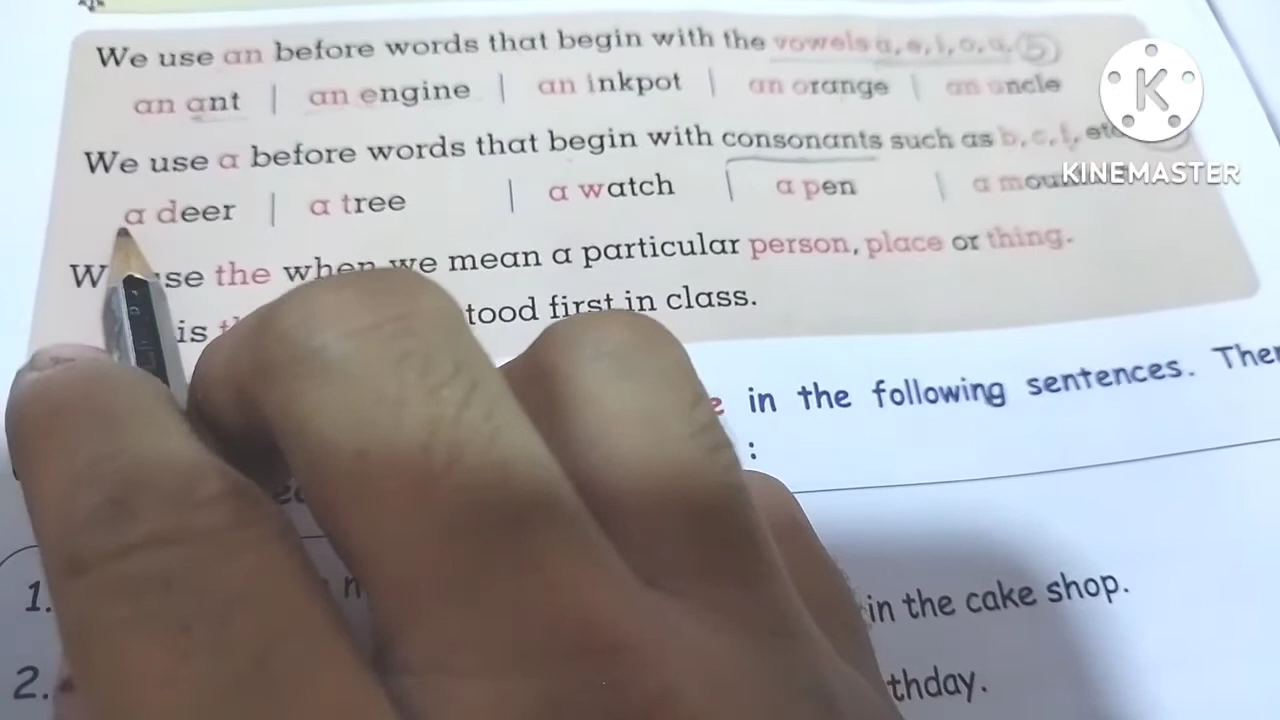 We use an before words that begin with the vowels a, e, i, o, u. 5
an ant | an engine | an inkpot | an orange | an uncle
We use a before words that begin with consonants such as b, c, f, etc
a deer | a tree | a watch | a pen | a
use the when we mean a particular person, place or thing.
is first in class.
in the following sentences.
:
1. in the cake shop.
2.
K
KINEMASTER